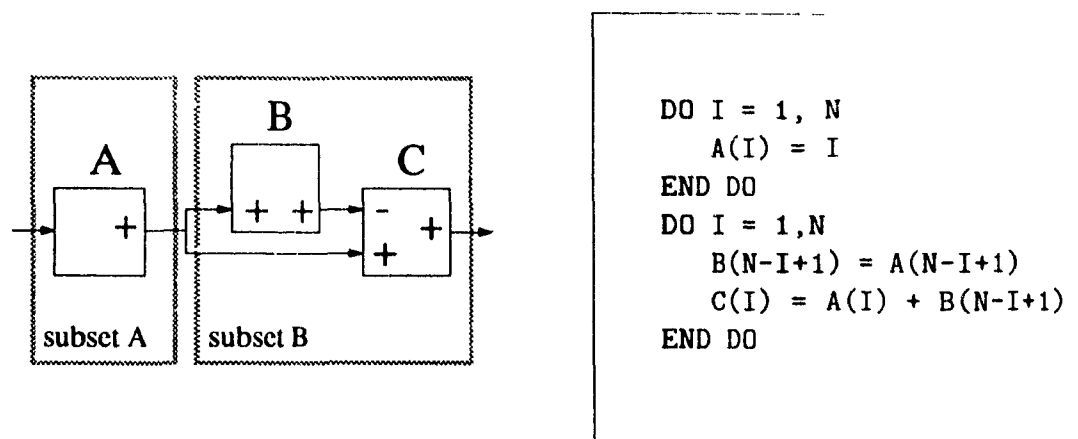 A
B
C
+
+ +
-
+
+
subset A
subset B
DO I = 1, N
A(I) = I
END DO
DO I = 1,N
B(N-I+1) = A(N-I+1)
C(I) = A(I) + B(N-I+1)
END DO